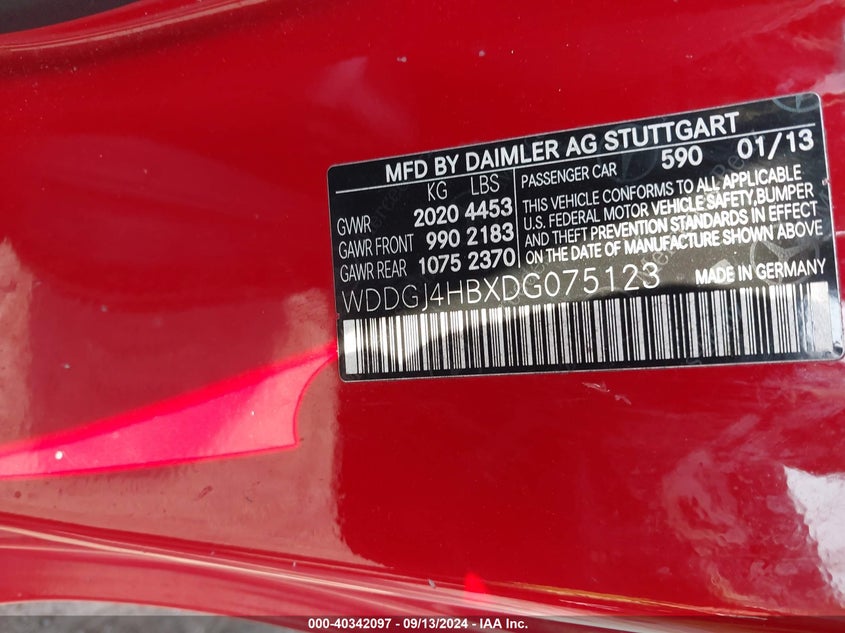 MFD BY DAIMLER AG STUTTGART
KG LBS
GVWR 2020 4453
GAWR FRONT 990 2183
GAWR REAR 1075 2370
PASSENGER CAR 590 01/13
THIS VEHICLE CONFORMS TO ALL APPLICABLE
U.S. FEDERAL MOTOR VEHICLE SAFETY,BUMPER
AND THEFT PREVENTION STANDARDS IN EFFECT
ON THE DATE OF MANUFACTURE SHOWN ABOVE
WDDGJ4HBXDG075123
MADE IN GERMANY
000-40342097 - 09/13/2024 - IAA Inc.